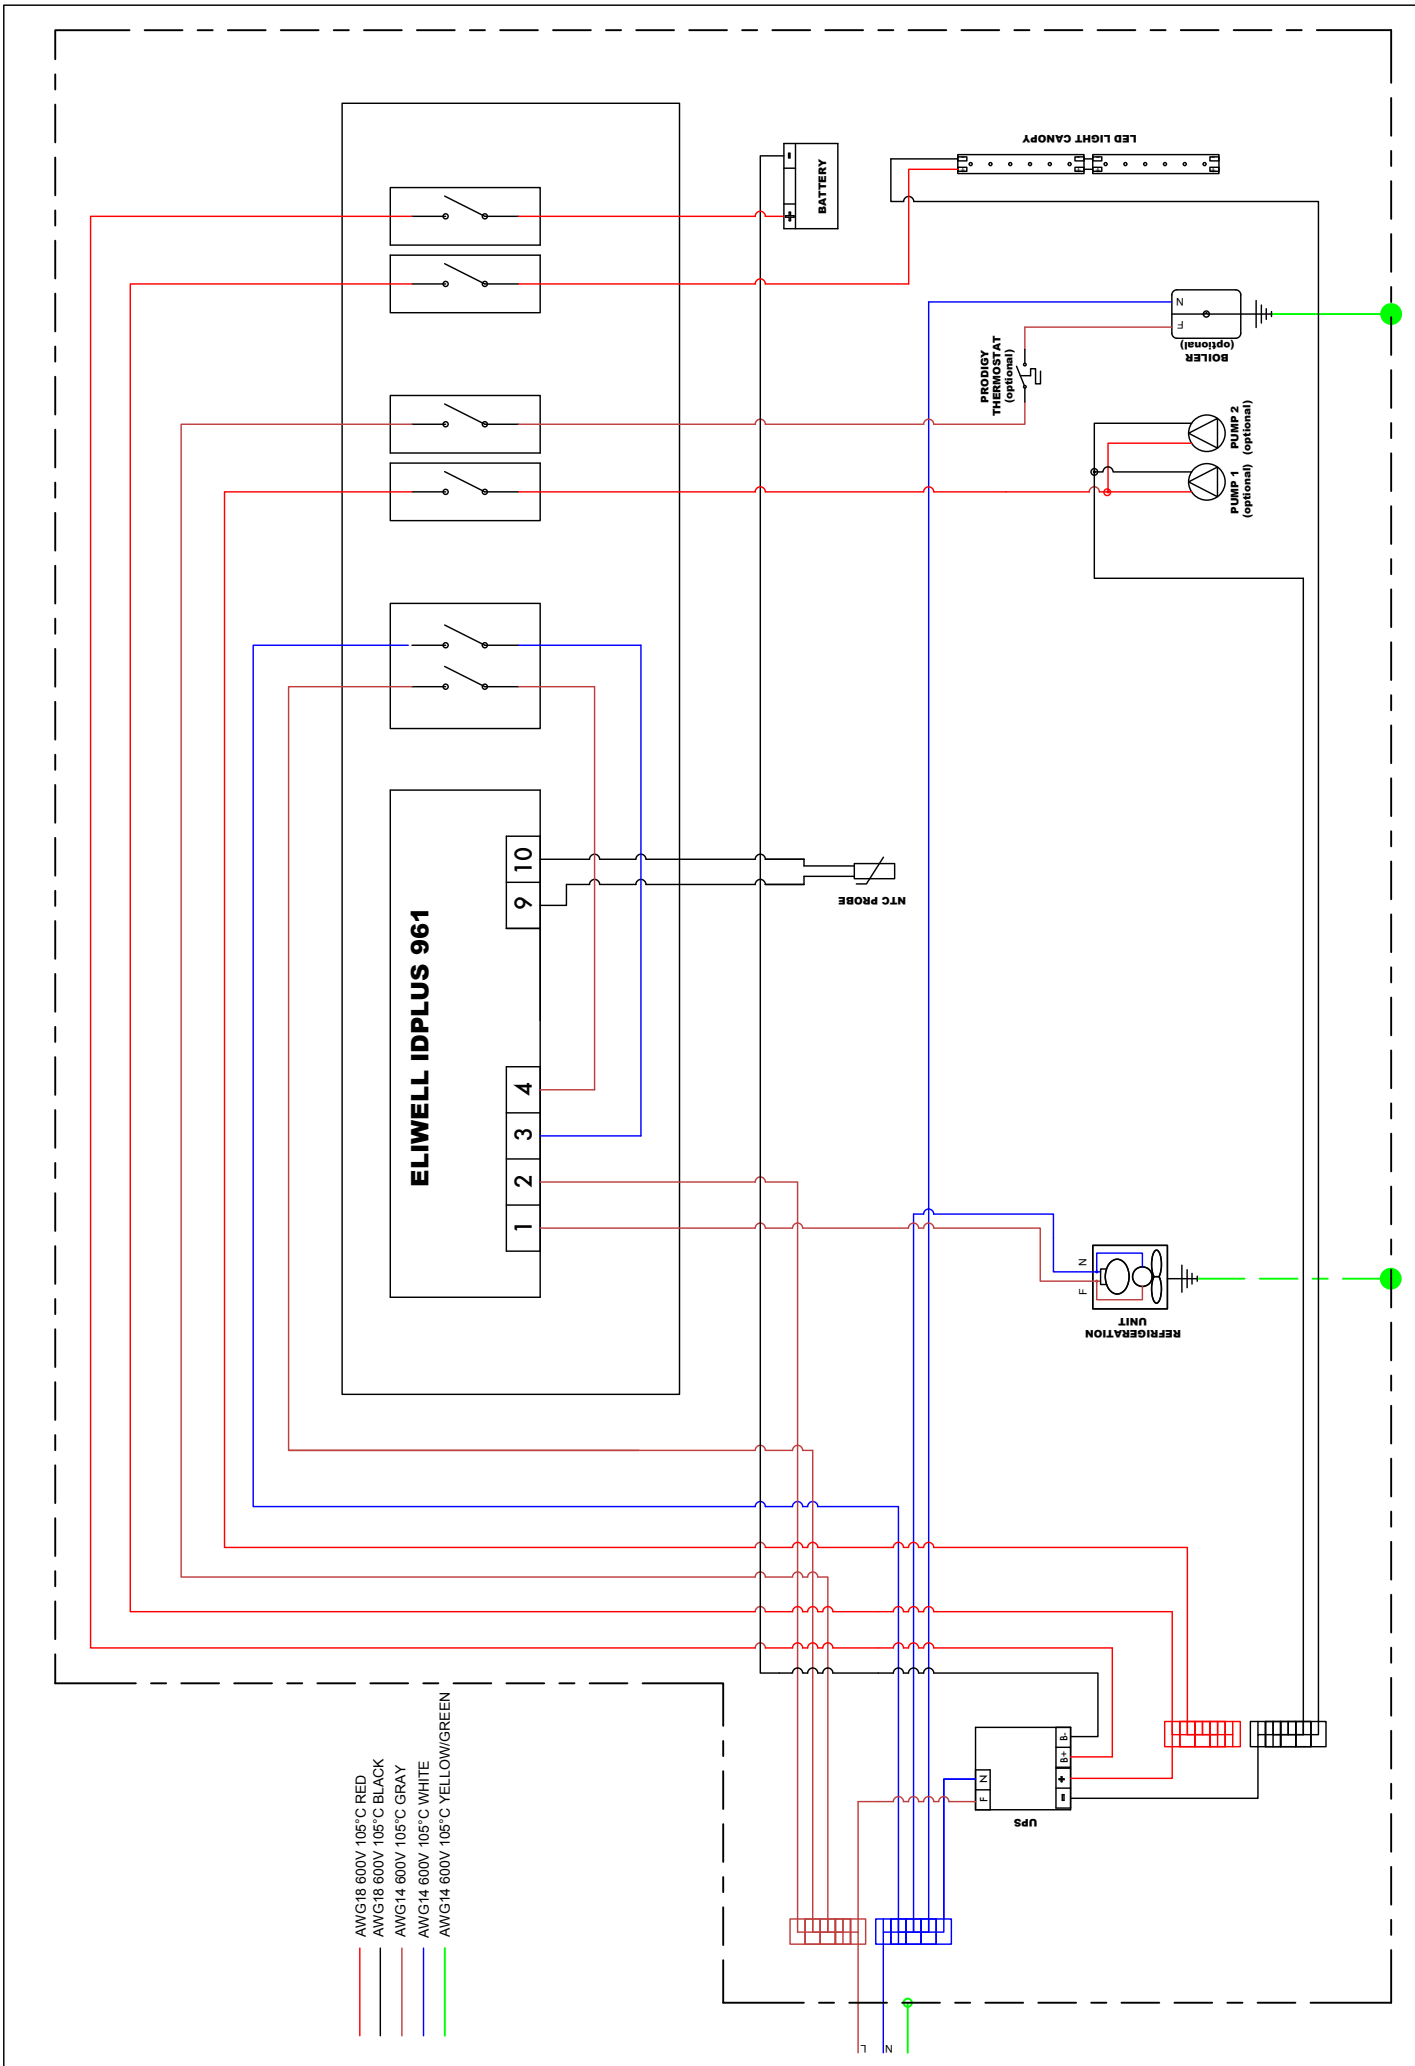 LED LIGHT CANOPY
-
+
BATTERY
N
F
BOILER
(optional)
PRODIGY
THERMOSTAT
(optional)
PUMP 2
(optional)
PUMP 1
(optional)
ELIWELL IDPLUS 961
10
9
4
3
2
1
NTC PROBE
N
F
REFRIGERATION
UNIT
AWG18 600V 105°C RED
AWG18 600V 105°C BLACK
AWG14 600V 105°C GRAY
AWG14 600V 105°C WHITE
AWG14 600V 105°C YELLOW/GREEN
N
F
B-
B+
+
-
UPS
L
N